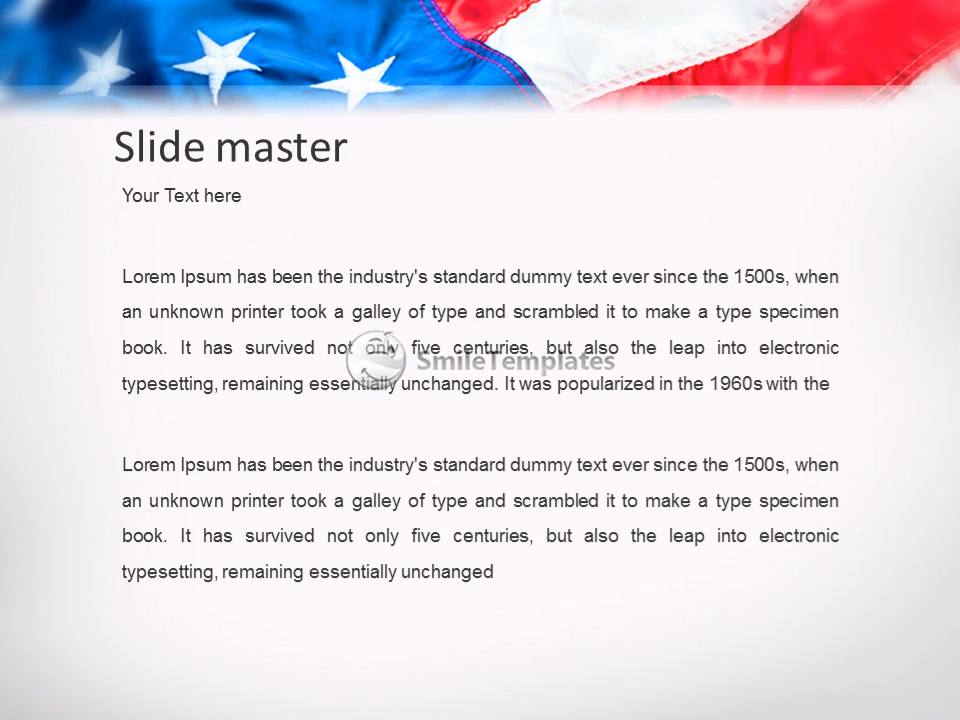 Slide master
Your Text here
Lorem Ipsum has been the industry's standard dummy text ever since the 1500s, when
an unknown printer took a galley of type and scrambled it to make a type specimen
book. It has survived not only five centuries, but also the leap into electronic
SmileTemplates
typesetting, remaining essentially unchanged. It was popularized in the 1960s with the
Lorem Ipsum has been the industry's standard dummy text ever since the 1500s, when
an unknown printer took a galley of type and scrambled it to make a type specimen
book. It has survived not only five centuries, but also the leap into electronic
typesetting, remaining essentially unchanged